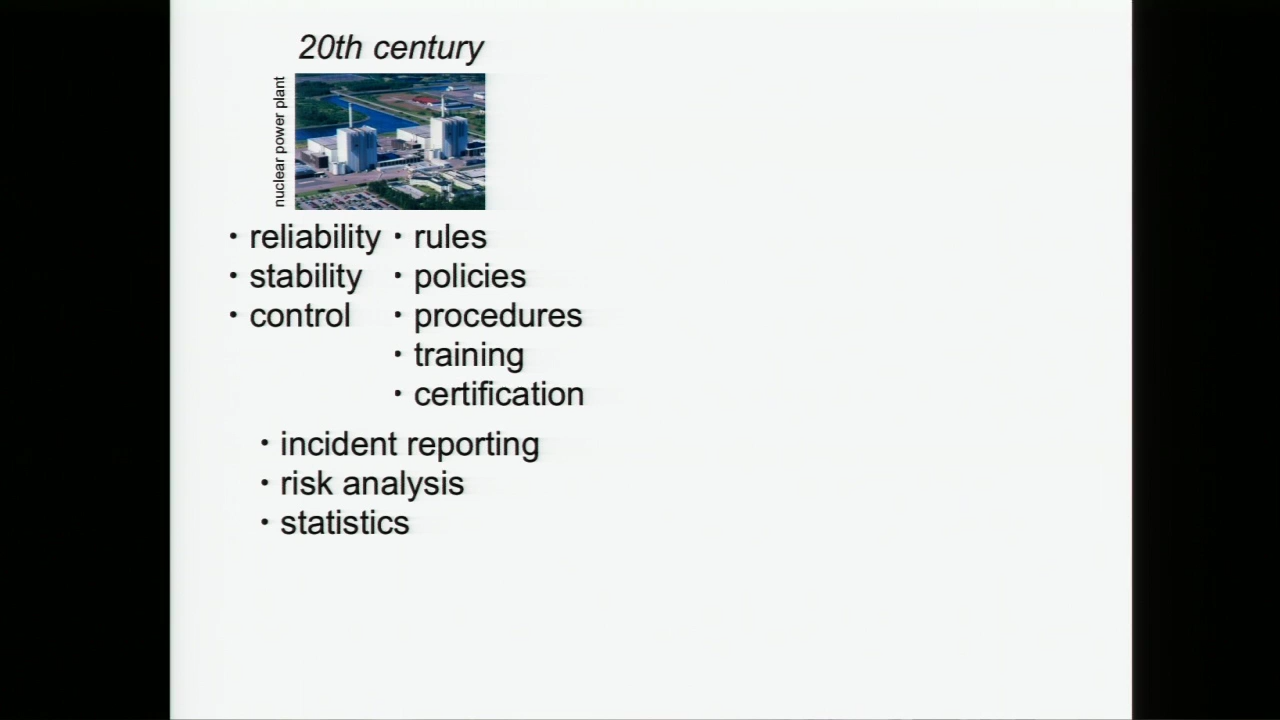 20th century
nuclear power plant
• reliability
• stability
• control
• rules
• policies
• procedures
• training
• certification
• incident reporting
• risk analysis
• statistics